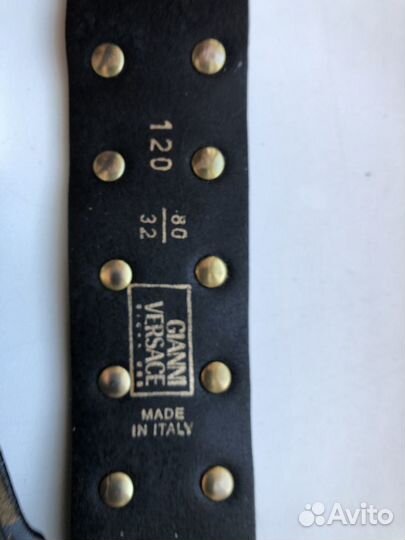 120
80
32
GIANNI
VERSACE
MADE
IN ITALY
Avito